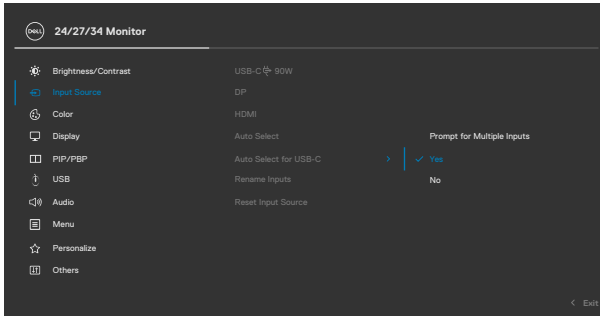 DELL
24/27/34 Monitor
Brightness/Contrast
Input Source
Color
Display
PIP/PBP
USB
Audio
Menu
Personalize
Others
USB-C 90W
DP
HDMI
Auto Select
Auto Select for USB-C
Rename Inputs
Reset Input Source
Prompt for Multiple Inputs
Yes
No
Exit